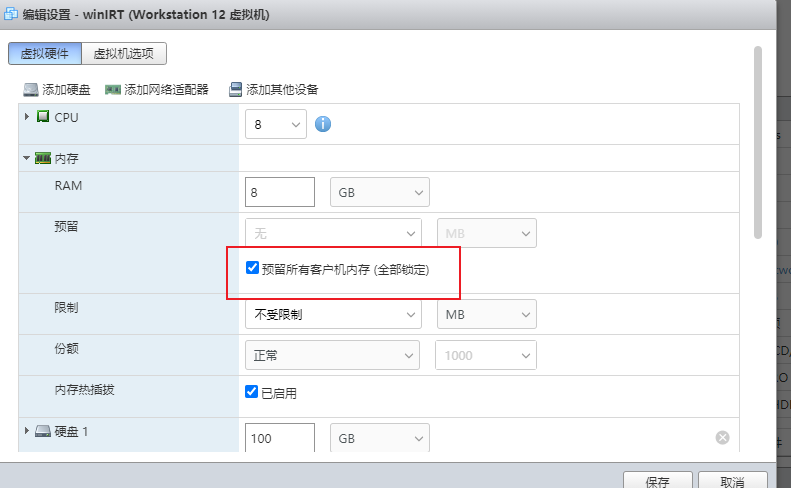 编辑设置 - winIRT (Workstation 12 虚拟机)
虚拟硬件 虚拟机选项
添加硬盘 添加网络适配器 添加其他设备
CPU 8
内存
RAM 8 GB
预留 无 MB
预留所有客户机内存 (全部锁定)
限制 不受限制 MB
份额 正常 1000
内存热插拔 已启用
硬盘 1 100 GB
保存 取消